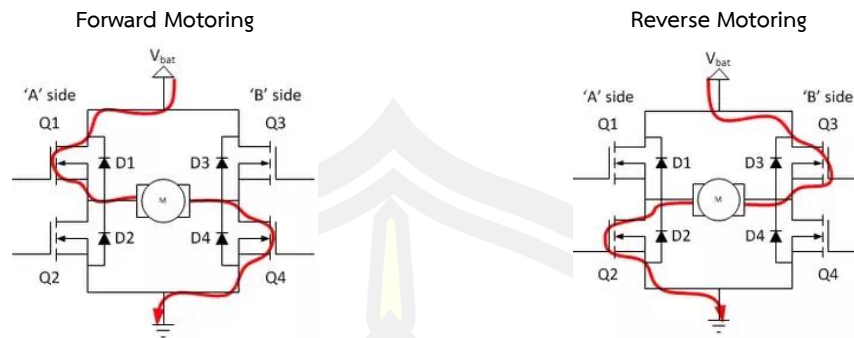 Forward Motoring
V_bat
'A' side
'B' side
Q1
Q3
D1
D3
M
D2
D4
Q2
Q4
Reverse Motoring
V_bat
'A' side
'B' side
Q1
Q3
D1
D3
M
D2
D4
Q2
Q4